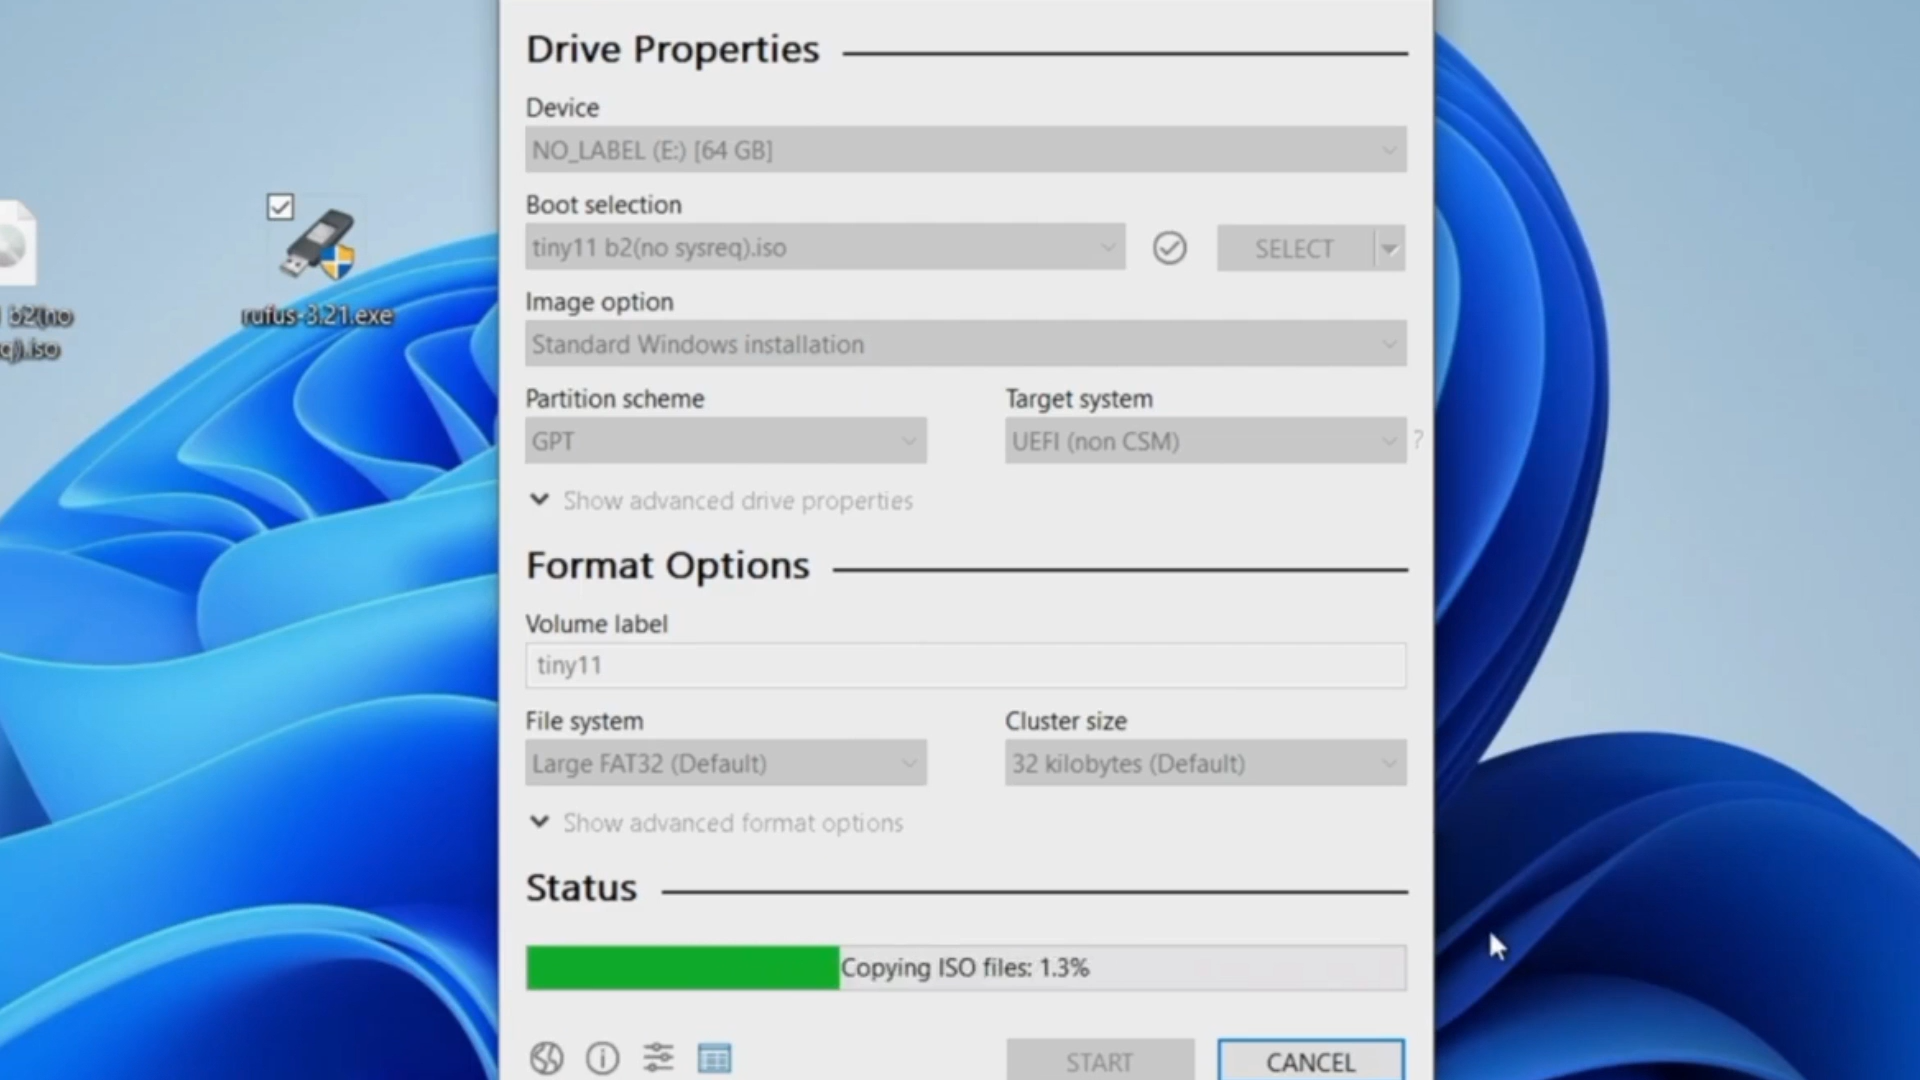 Drive Properties
Device
NO_LABEL (E:) [64 GB]
Boot selection
tiny11 b2(no sysreq).iso
SELECT
Image option
Standard Windows installation
Partition scheme
Target system
GPT
UEFI (non CSM)
?
Show advanced drive properties
Format Options
Volume label
tiny11
File system
Cluster size
Large FAT32 (Default)
32 kilobytes (Default)
Show advanced format options
Status
Copying ISO files: 1.3%
START
CANCEL
b2(no
q).iso
rufus-3.21.exe